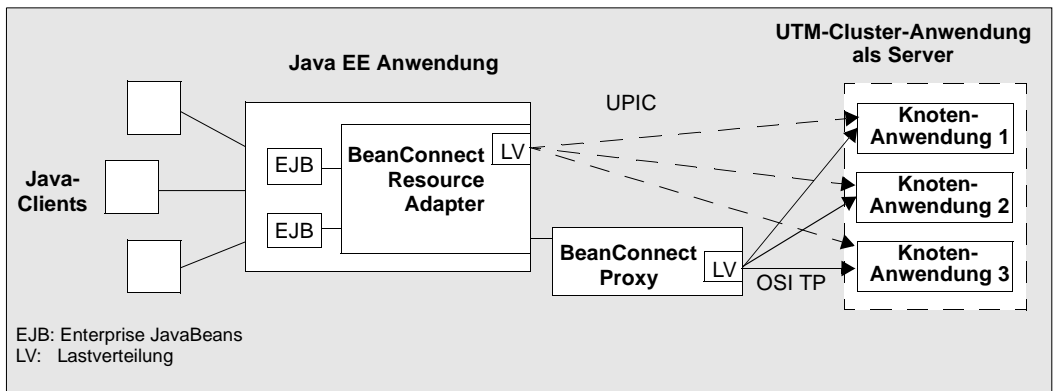 UTM-Cluster-Anwendung
als Server
Java EE Anwendung
UPIC
Knoten-
Anwendung 1
LV
EJB
BeanConnect
Resource
Adapter
Java-
Clients
Knoten-
Anwendung 2
EJB
BeanConnect
Proxy
LV
OSI TP
Knoten-
Anwendung 3
EJB: Enterprise JavaBeans
LV: Lastverteilung